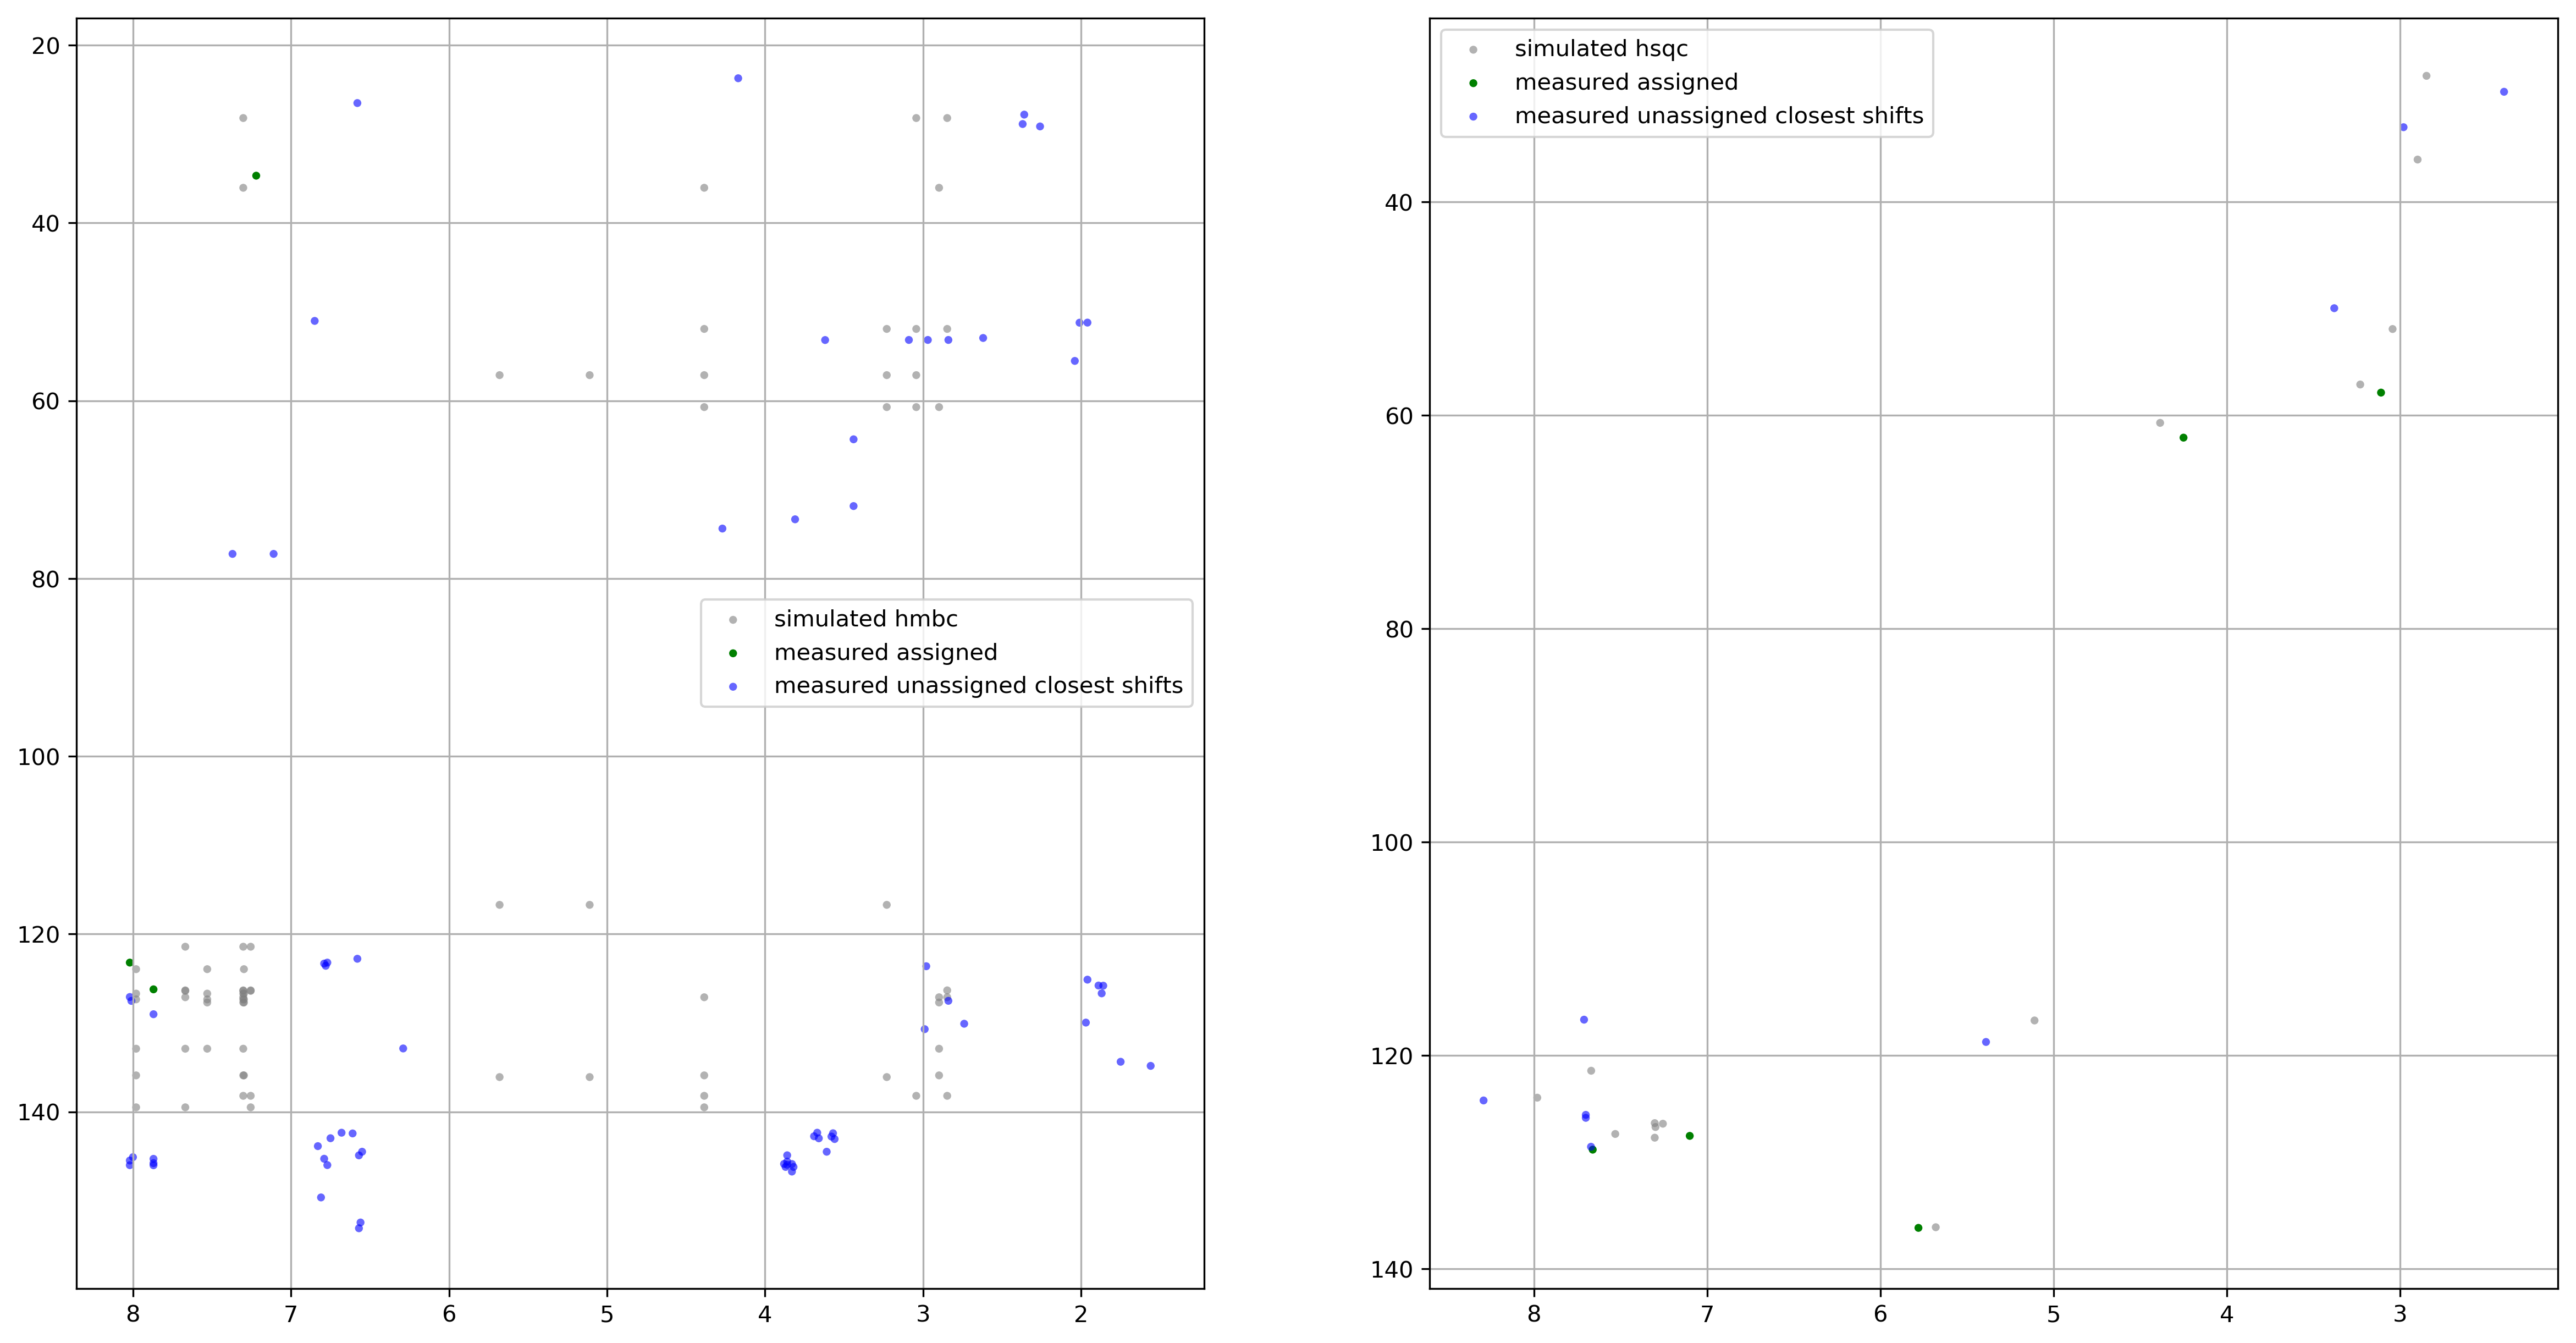 20
40
60
80
100
120
140
8 7 6 5 4 3 2
simulated hmbc
measured assigned
measured unassigned closest shifts
simulated hsqc
measured assigned
measured unassigned closest shifts
40
60
80
100
120
140
8 7 6 5 4 3